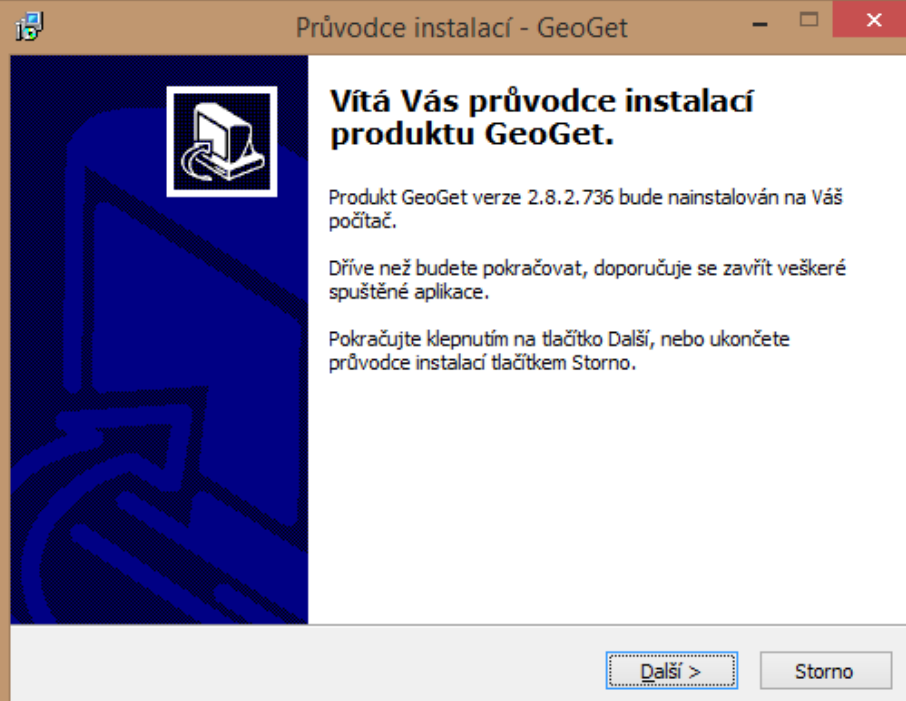 Průvodce instalací - GeoGet
Vítá Vás průvodce instalací
produktu GeoGet.
Produkt GeoGet verze 2.8.2.736 bude nainstalován na Váš
počítač.
Dříve než budete pokračovat, doporučuje se zavřít veškeré
spuštěné aplikace.
Pokračujte klepnutím na tlačítko Další, nebo ukončete
průvodce instalací tlačítkem Storno.
Další >
Storno